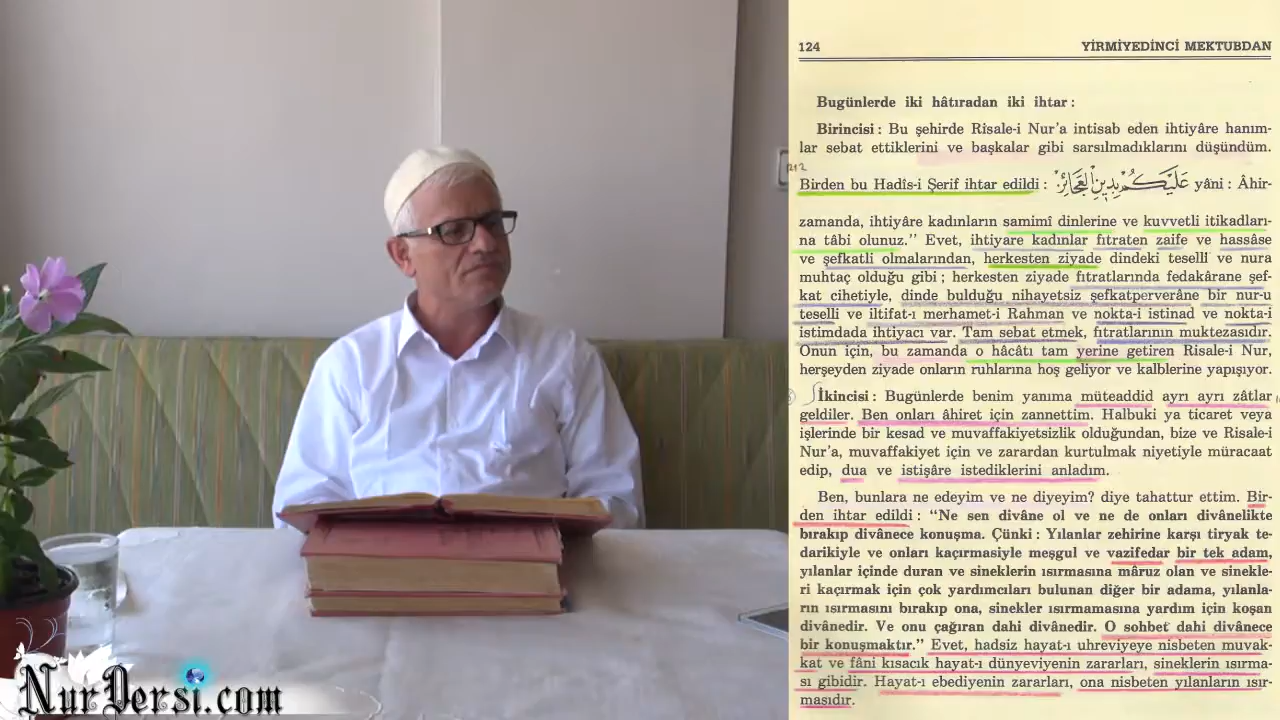 124 YİRMİYEDİNCİ MEKTUBDAN
Bugünlerde iki hâtıradan iki ihtar :
Birincisi : Bu şehirde Risale-i Nur'a intisab eden ihtiyâre hanım-
lar sebat ettiklerini ve başkalar gibi sarsılmadıklarını düşündüm.
Birden bu Hadîs-i Şerif ihtar edildi : عَلَيْكُمْ بِدِينِ الْعَجَائِزِ yâni : Âhir-
zamanda, ihtiyâre kadınların samimî dinlerine ve kuvvetli itikadları-
na tâbi olunuz." Evet, ihtiyare kadınlar fıtraten zaife ve hassâse
ve şefkatli olmalarından, herkesten ziyade dindeki tesellî ve nura
muhtaç olduğu gibi ; herkesten ziyade fıtratlarında fedakârane şef-
kat cihetiyle, dinde bulduğu nihayetsiz şefkatperverâne bir nur-u
teselli ve iltifat-ı merhamet-i Rahman ve nokta-i istinad ve nokta-i
istimdada ihtiyacı var. Tam sebat etmek, fıtratlarının muktezasıdır.
Onun için, bu zamanda o hâcâtı tam yerine getiren Risale-i Nur,
herşeyden ziyade onların ruhlarına hoş geliyor ve kalblerine yapışıyor.
İkincisi : Bugünlerde benim yanıma müteaddid ayrı ayrı zâtlar
geldiler. Ben onları âhiret için zannettim. Halbuki ya ticaret veya
işlerinde bir kesad ve muvaffakiyetsizlik olduğundan, bize ve Risale-i
Nur'a, muvaffakiyet için ve zarardan kurtulmak niyetiyle müracaat
edip, dua ve istişâre istediklerini anladım.
Ben, bunlara ne edeyim ve ne diyeyim? diye tahattur ettim. Bir-
den ihtar edildi : "Ne sen divâne ol ve ne de onları divânelikte
bırakıp divânece konuşma. Çünki : Yılanlar zehirine karşı tiryak te-
darikiyle ve onları kaçırmasiyle meşgul ve vazifedar bir tek adam,
yılanlar içinde duran ve sineklerin ısırmasına mâruz olan ve sinekle-
ri kaçırmak için çok yardımcıları bulunan diğer bir adama, yılanla-
rın ısırmasını bırakıp ona, sinekler ısırmamasına yardım için koşan
divânedir. Ve onu çağıran dahi divânedir. O sohbet dahi divânece
bir konuşmaktır." Evet, hadsiz hayat-ı uhreviyeye nisbeten muvak-
kat ve fâni kısacık hayat-ı dünyeviyenin zararları, sineklerin ısırma-
sı gibidir. Hayat-ı ebediyenin zararları, ona nisbeten yılanların ısır-
masıdır.
NurDersi.com